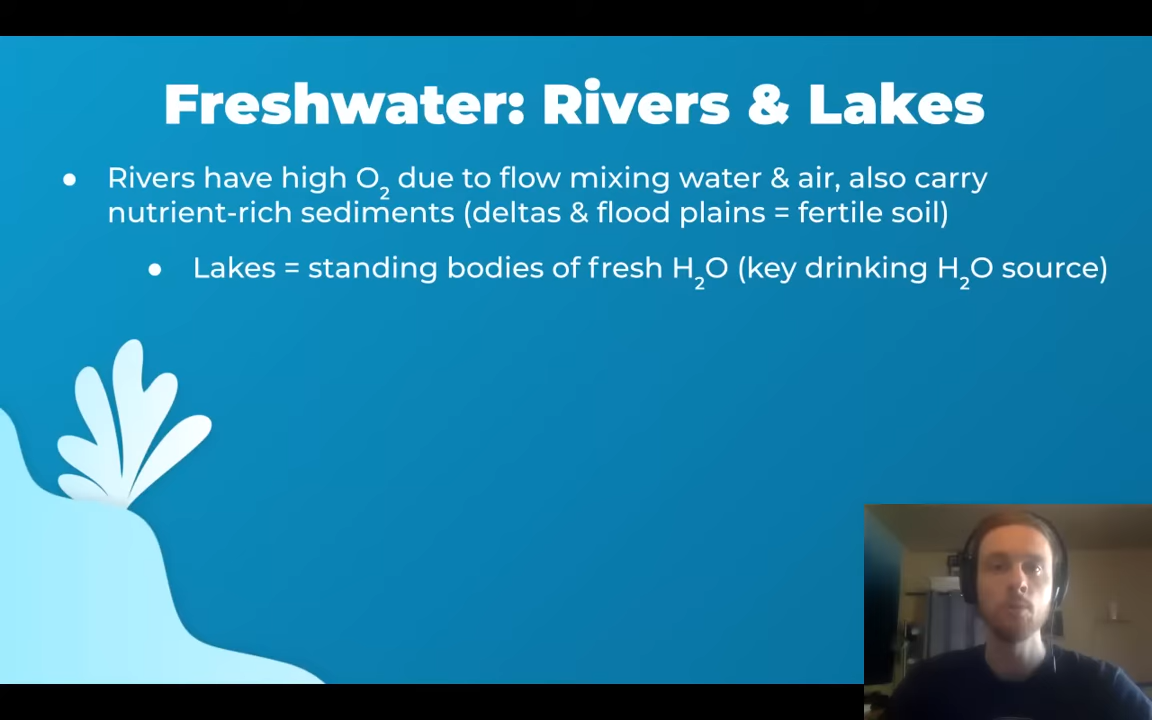 Freshwater: Rivers & Lakes
● Rivers have high O₂ due to flow mixing water & air, also carry
nutrient-rich sediments (deltas & flood plains = fertile soil)
● Lakes = standing bodies of fresh H₂O (key drinking H₂O source)